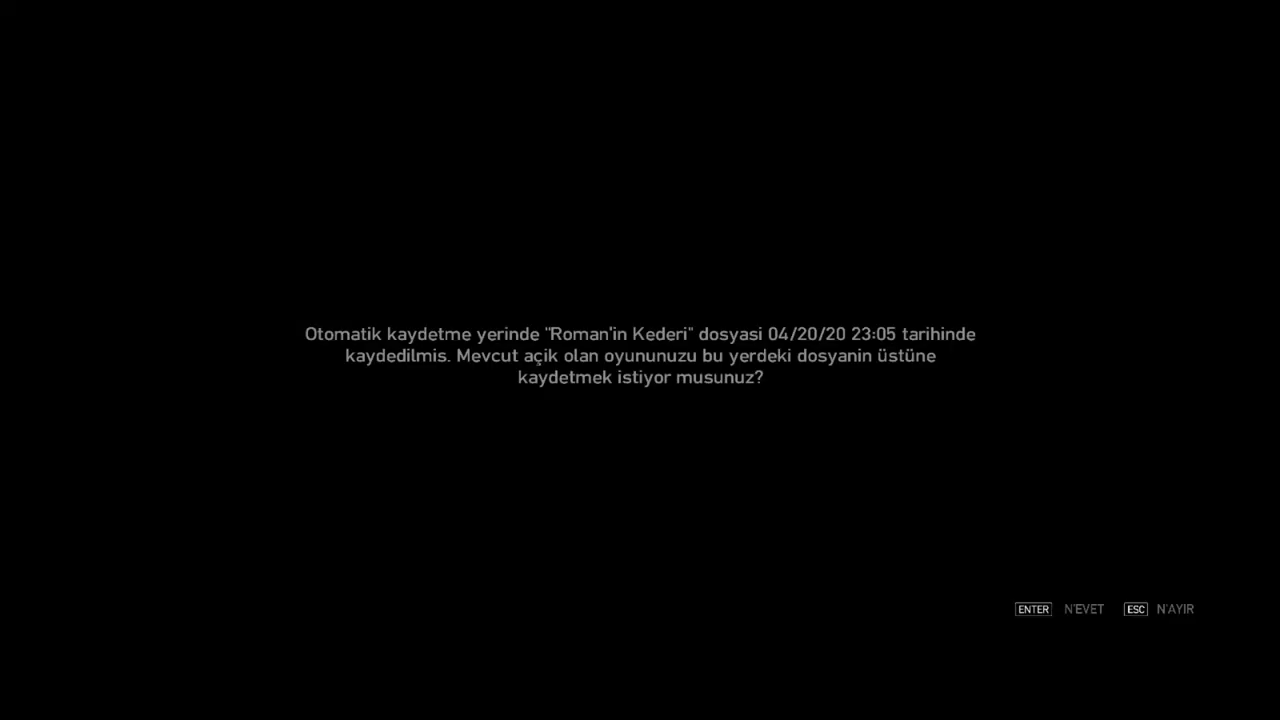 Otomatik kaydetme yerinde "Roman'in Kederi" dosyasi 04/20/20 23:05 tarihinde
kaydedilmis. Mevcut açik olan oyununuzu bu yerdeki dosyanin üstüne
kaydetmek istiyor musunuz?
ENTER N'EVET ESC N'AYIR